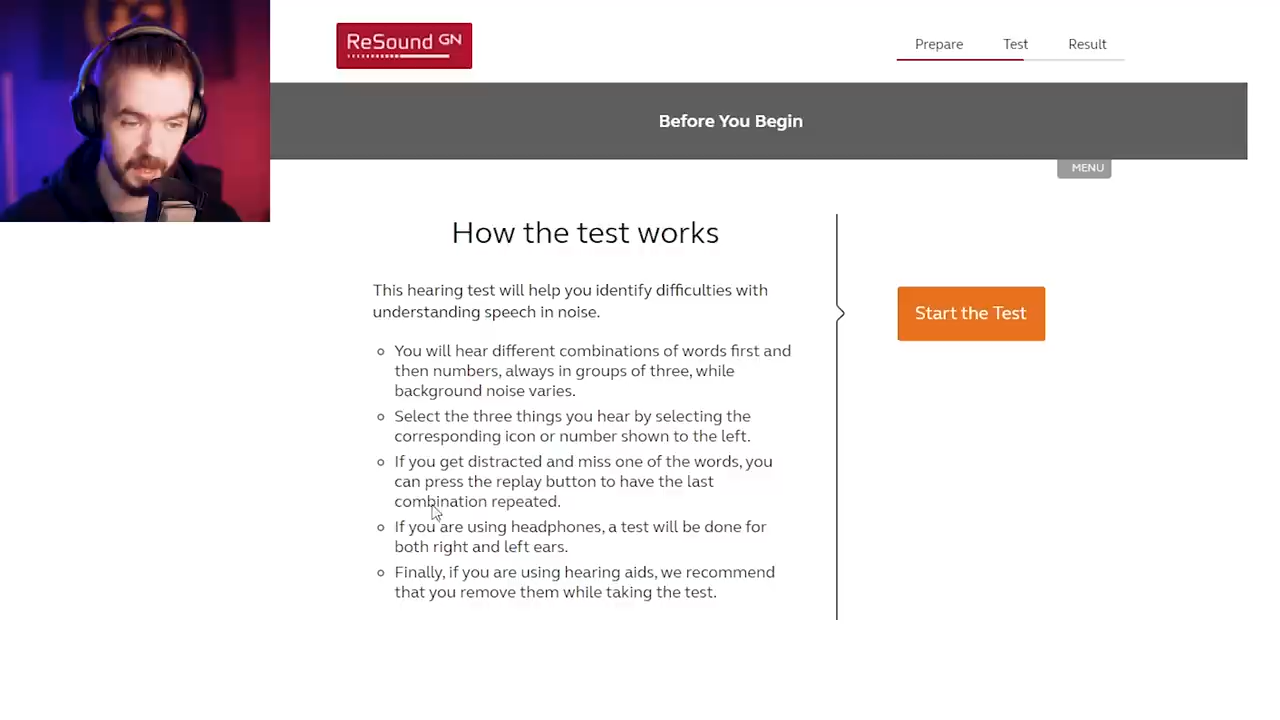 ReSound GN
Prepare Test Result
Before You Begin
MENU
How the test works
This hearing test will help you identify difficulties with
understanding speech in noise.
You will hear different combinations of words first and
then numbers, always in groups of three, while
background noise varies.
Select the three things you hear by selecting the
corresponding icon or number shown to the left.
If you get distracted and miss one of the words, you
can press the replay button to have the last
combination repeated.
If you are using headphones, a test will be done for
both right and left ears.
Finally, if you are using hearing aids, we recommend
that you remove them while taking the test.
Start the Test